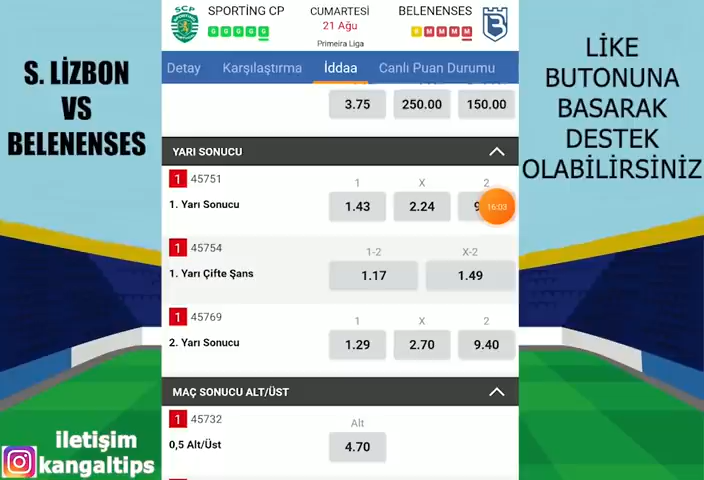 SPORTING CP
CUMARTESİ
BELENENSES
SCP
G G G G G
21 Ağu
B M M M M
Primeira Liga
S. LİZBON
VS
BELENENSES
LİKE
BUTONUNA
BASARAK
DESTEK
OLABİLİRSİNİZ
Detay Karşılaştırma İddaa Canlı Puan Durumu
3.75 250.00 150.00
YARI SONUCU
1 45751
1 X 2
1. Yarı Sonucu 1.43 2.24
16:03
1 45754
1-2 X-2
1. Yarı Çifte Şans 1.17 1.49
1 45769
1 X 2
2. Yarı Sonucu 1.29 2.70 9.40
MAÇ SONUCU ALT/ÜST
1 45732
Alt
0,5 Alt/Üst 4.70
iletişim
kangaltips